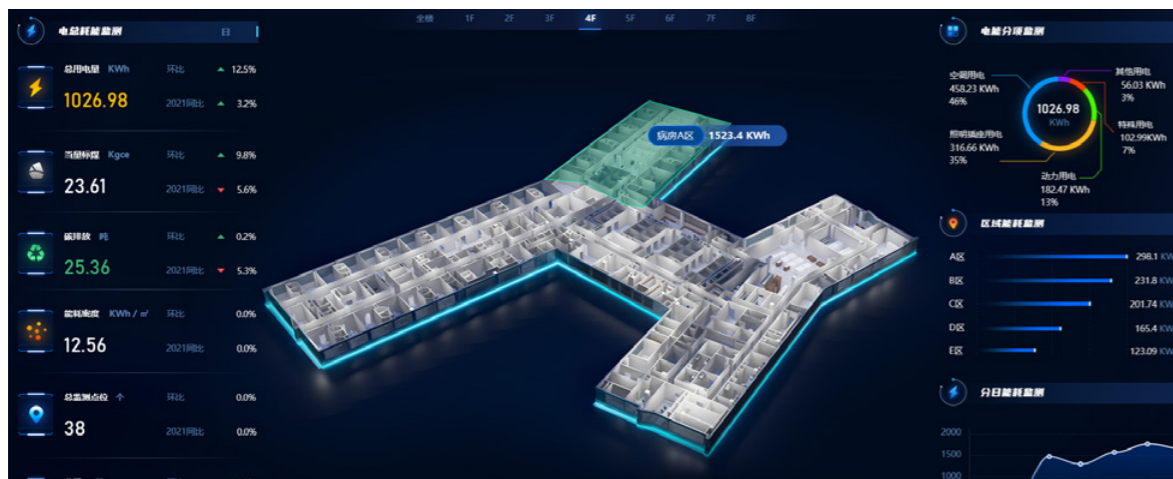 全楼 1F 2F 3F 4F 5F 6F 7F 8F
电总耗能监测 日
总用电量 KWh 环比 12.5%
1026.98 2021同比 3.2%
当量标煤 Kgce 环比 9.8%
23.61 2021同比 5.6%
碳排放 吨 环比 0.2%
25.36 2021同比 5.3%
能耗密度 KWh / ㎡ 环比 0.0%
12.56 2021同比 0.0%
总监测点位 个 环比 0.0%
38 2021同比 0.0%
病房A区 1523.4 KWh
电能分项监测
空调用电
458.23 KWh
46%
照明插座用电
316.66 KWh
35%
1026.98
KWh
其他用电
56.03 KWh
3%
特殊用电
102.99KWh
7%
动力用电
182.47 KWh
13%
区域能耗监测
A区 298.1 KW
B区 231.8 KW
C区 201.74 KW
D区 165.4 KW
E区 123.09 KW
分日能耗监测
2000
1500
1000